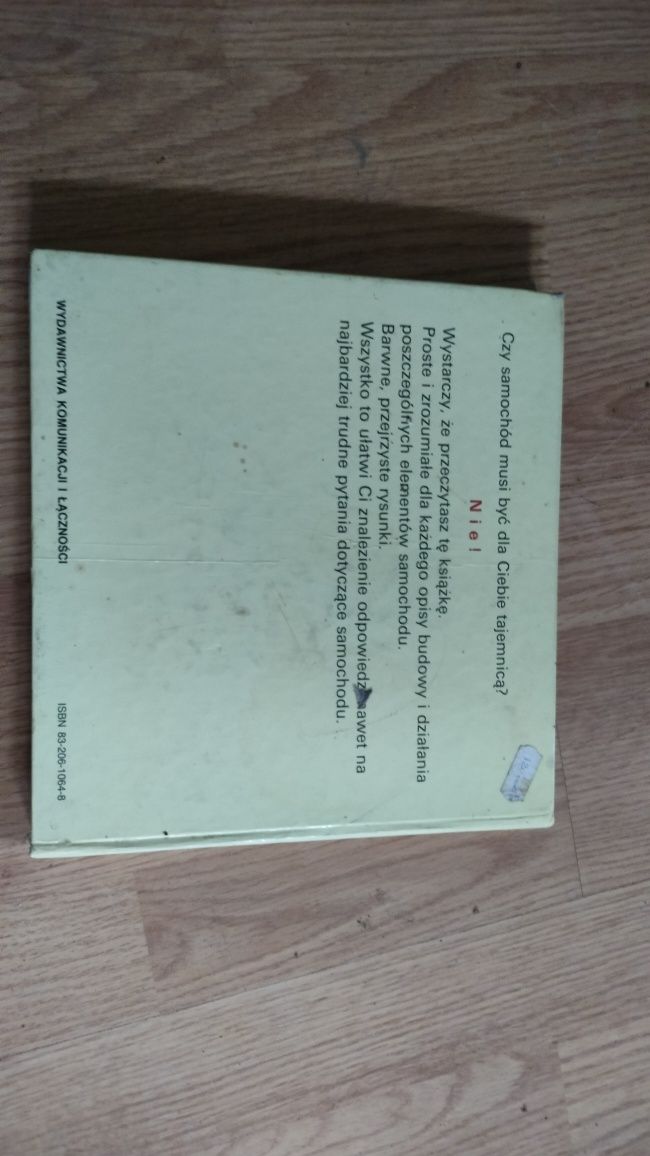 Czy samochód musi być dla Ciebie tajemnicą?
Nie!
Wystarczy, że przeczytasz tę książkę.
Proste i zrozumiałe dla każdego opisy budowy i działania
poszczególnych elementów samochodu.
Barwne, przejrzyste rysunki.
Wszystko to ułatwi Ci znalezienie odpowiedzi nawet na
najbardziej trudne pytania dotyczące samochodu.
WYDAWNICTWA KOMUNIKACJI I ŁĄCZNOŚCI
ISBN 83-206-1064-8